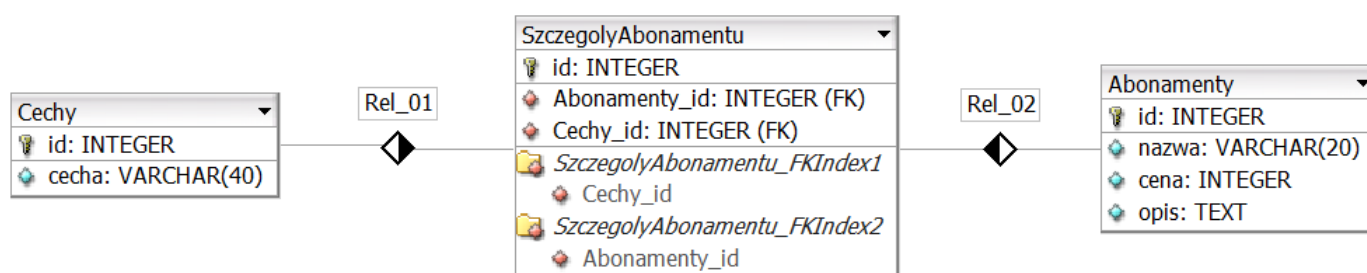 Cechy
id: INTEGER
cecha: VARCHAR(40)
Rel_01
SzczegolyAbonamentu
id: INTEGER
Abonamenty_id: INTEGER (FK)
Cechy_id: INTEGER (FK)
SzczegolyAbonamentu_FKIndex1
Cechy_id
SzczegolyAbonamentu_FKIndex2
Abonamenty_id
Rel_02
Abonamenty
id: INTEGER
nazwa: VARCHAR(20)
cena: INTEGER
opis: TEXT